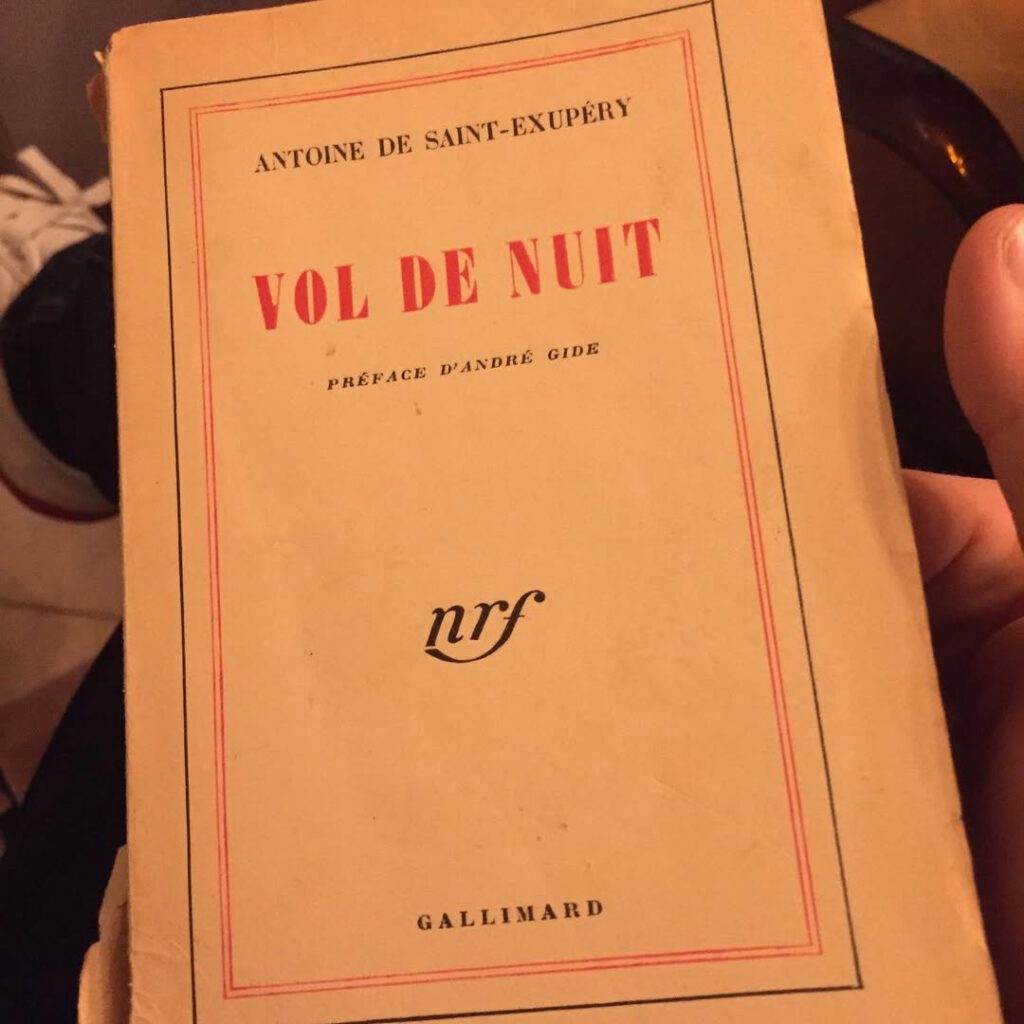 ANTOINE DE SAINT-EXUPÉRY
VOL DE NUIT
PRÉFACE D'ANDRÉ GIDE
nrf
GALLIMARD